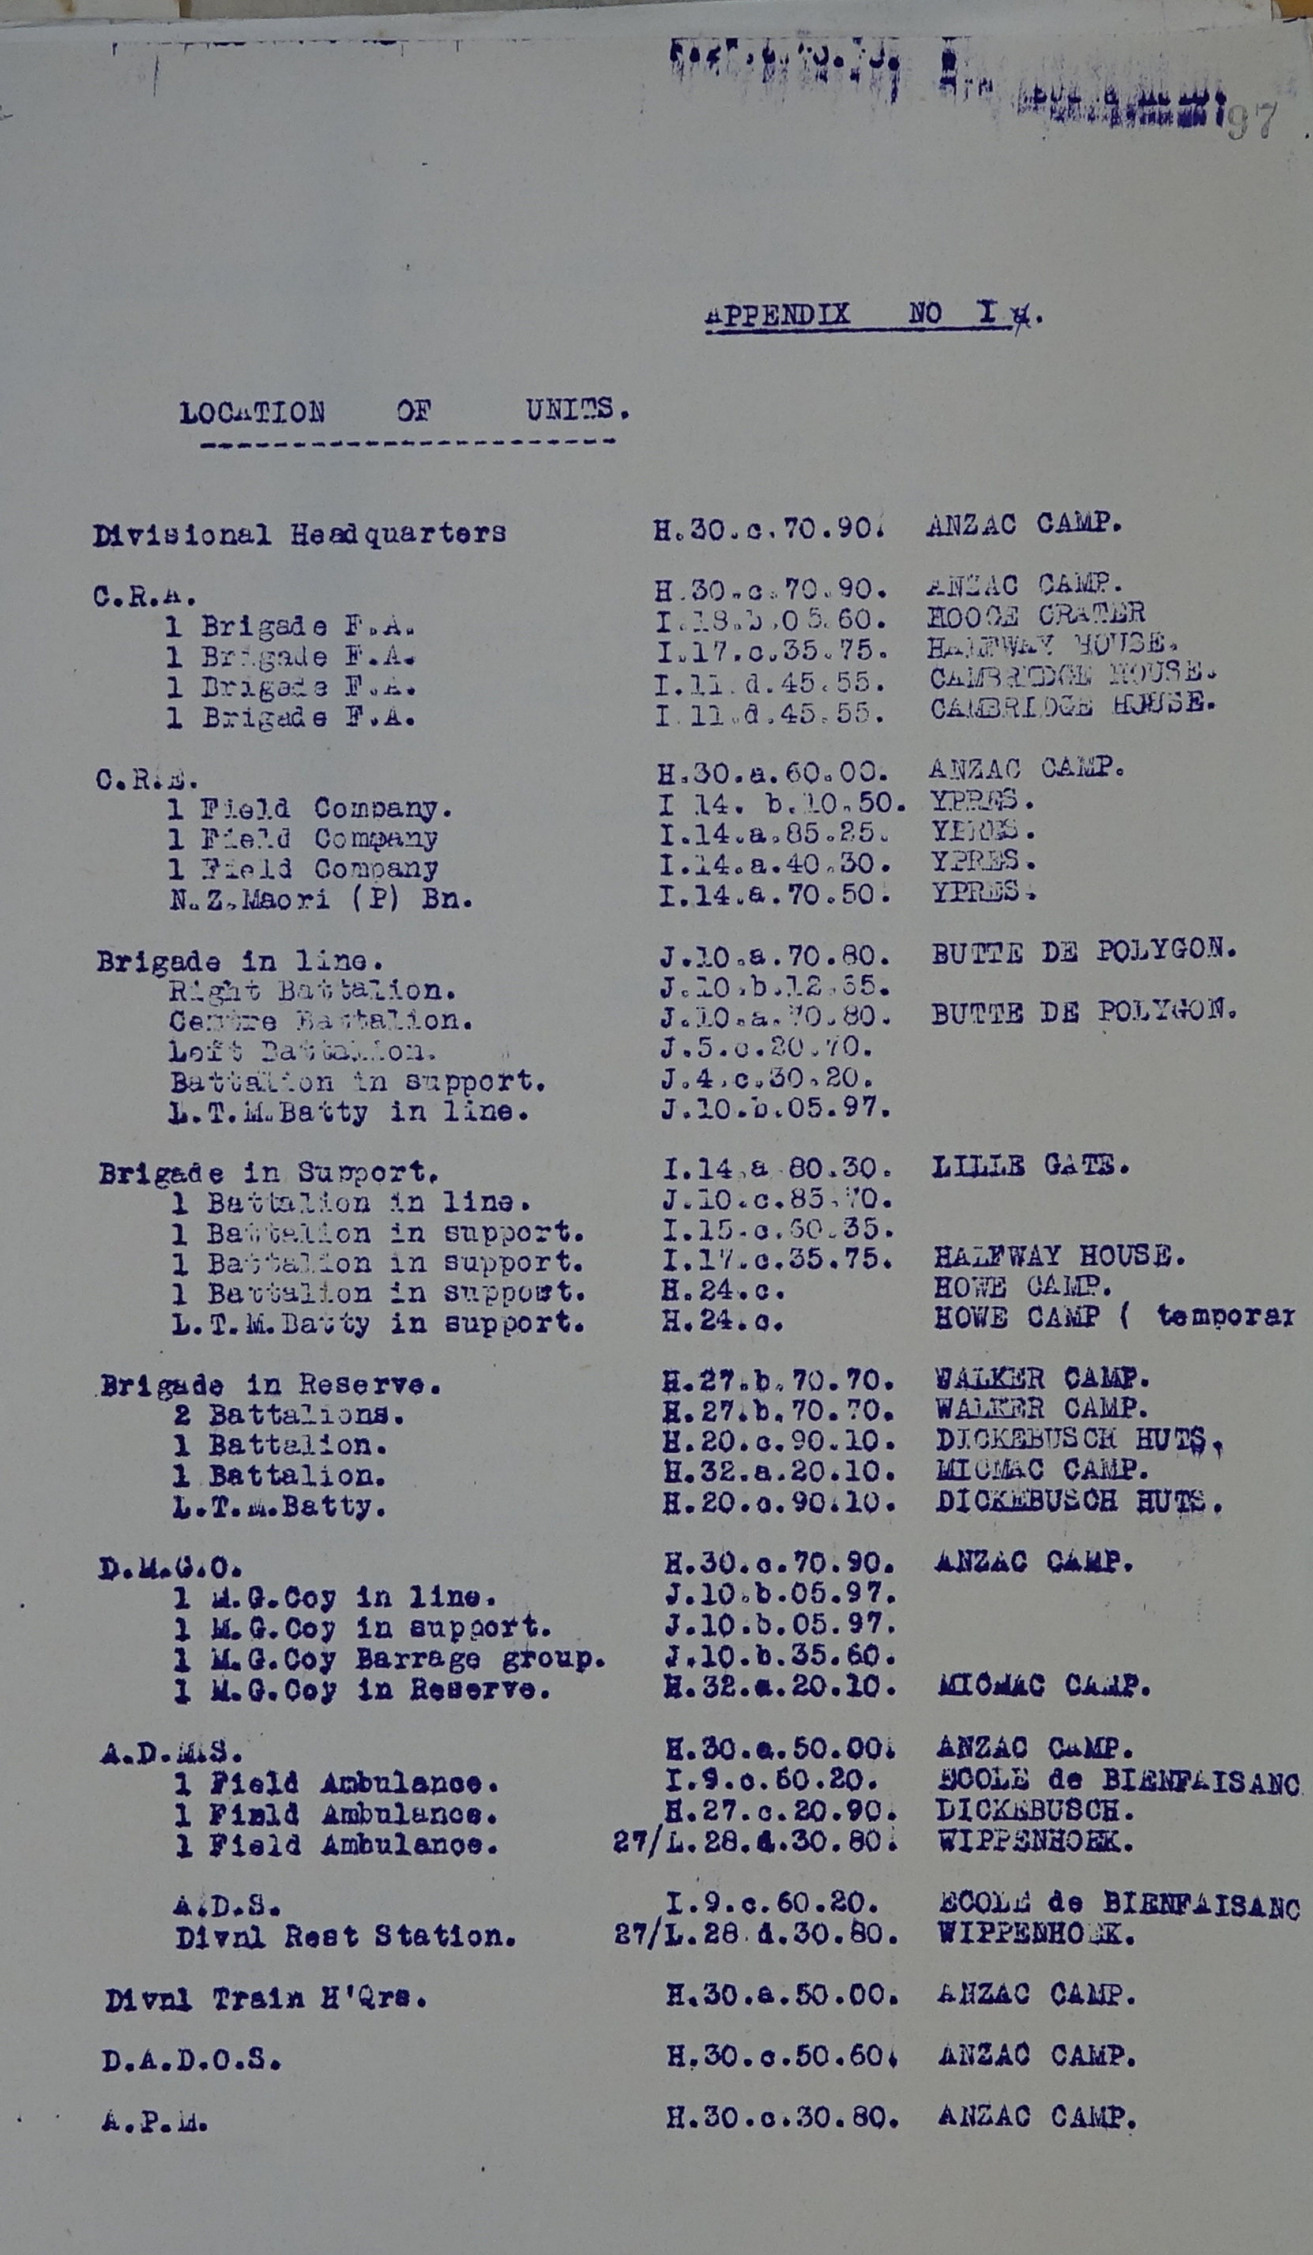 97
APPENDIX NO I
LOCATION OF UNITS.
Divisional Headquarters H.30.c.70.90. ANZAC CAMP.
C.R.A. H.30.c.70.90. ANZAC CAMP.
1 Brigade F.A. I.18.b.05.60. HOOGE CRATER
1 Brigade F.A. I.17.c.35.75. HALFWAY HOUSE.
1 Brigade F.A. I.11.d.45.55. CAMBRIDGE HOUSE.
1 Brigade F.A. I.11.d.45.55. CAMBRIDGE HOUSE.
C.R.E. H.30.a.60.00. ANZAC CAMP.
1 Field Company. I 14. b.10.50. YPRES.
1 Field Company I.14.a.85.25. YPRES.
1 Field Company I.14.a.40.30. YPRES.
N.Z.Maori (P) Bn. I.14.a.70.50. YPRES.
Brigade in line. J.10.a.70.80. BUTTE DE POLYGON.
Right Battalion. J.10.b.12.
Centre Battalion. J.10.a.70.80. BUTTE DE POLYGON.
Left Battalion. J.5.c.20.70.
Battalion in support. J.4.c.30.20.
L.T.M.Batty in line. J.10.b.05.97.
Brigade in Support. I.14.a 80.30. LILLE GATE.
1 Battalion in line. J.10.c.85.70.
1 Battalion in support. I.15.c.
1 Battalion in support. I.17.c.35.75. HALFWAY HOUSE.
1 Battalion in support. H.24.c. HOWE CAMP.
L.T.M.Batty in support. H.24.c. HOWE CAMP ( temporar
Brigade in Reserve. H.27.b.70.70. WALKER CAMP.
2 Battalions. H.27.b.70.70. WALKER CAMP.
1 Battalion. H.20.c.90.10. DICKEBUSCH HUTS.
1 Battalion. H.32.a.20.10. MICMAC CAMP.
L.T.M.Batty. H.20.c.90.10. DICKEBUSCH HUTS.
D.M.G.O. H.30.c.70.90. ANZAC CAMP.
1 M.G.Coy in line. J.10.b.05.97.
1 M.G.Coy in support. J.10.b.05.97.
1 M.G.Coy Barrage group. J.10.b.35.60.
1 M.G.Coy in Reserve. H.32.a.20.10. MICMAC CAMP.
A.D.M.S. H.30.a.50.00. ANZAC CAMP.
1 Field Ambulance. I.9.c.60.20. ECOLE de BIENFAISANC
1 Field Ambulance. H.27.c.20.90. DICKEBUSCH.
1 Field Ambulance. 27/L.28.d.30.80. WIPPENHOEK.
A.D.S. I.9.c.60.20. ECOLE de BIENFAISANC
Divnl Rest Station. 27/L.28.d.30.80. WIPPENHOEK.
Divnl Train H'Qrs. H.30.a.50.00. ANZAC CAMP.
D.A.D.O.S. H.30.c.50.60. ANZAC CAMP.
A.P.M. H.30.c.30.80. ANZAC CAMP.